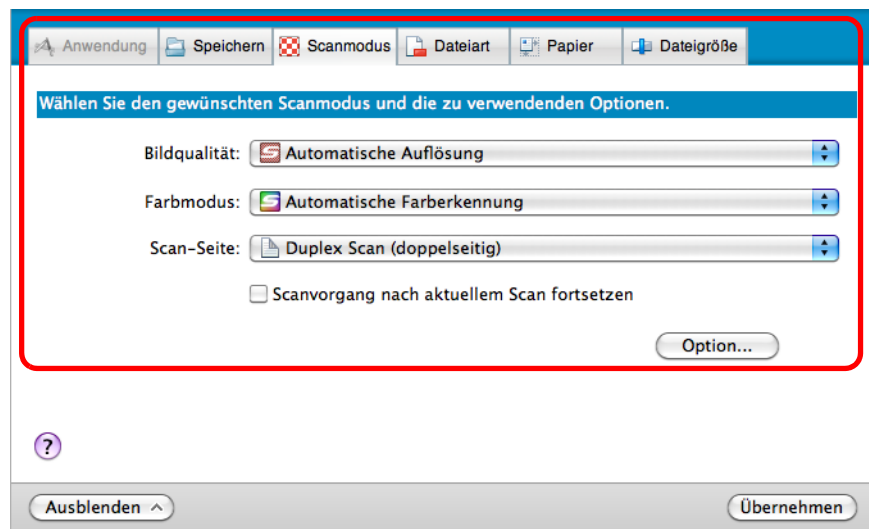 Anwendung Speichern Scanmodus Dateiart Papier Dateigröße
Wählen Sie den gewünschten Scanmodus und die zu verwendenden Optionen.
Bildqualität: Automatische Auflösung
Farbmodus: Automatische Farberkennung
Scan-Seite: Duplex Scan (doppelseitig)
Scanvorgang nach aktuellem Scan fortsetzen
Option...
?
Ausblenden Übernehmen